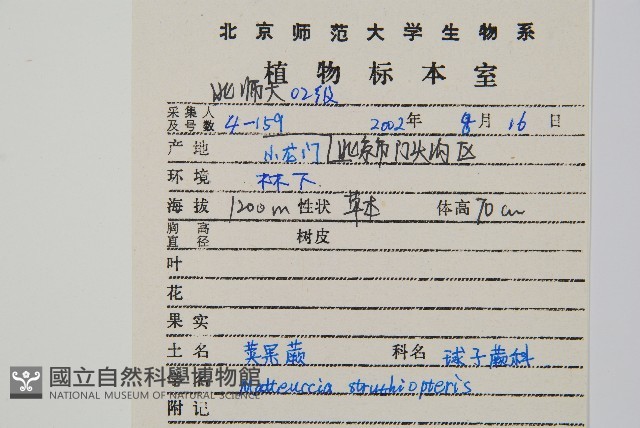 北京师范大学生物系
植物标本室
北师大02级
采集人及号数 4-159 2002年 8月16日
产地 小龙门 北京市门头沟区
环境 林下
海拔 1200m 性状 草本 体高 70cm
胸高直径 树皮
叶
花
果实
土名 荚果蕨 科名 球子蕨科
Matteuccia struthiopteris
附记
國立自然科學博物館
NATIONAL MUSEUM OF NATURAL SCIENCE